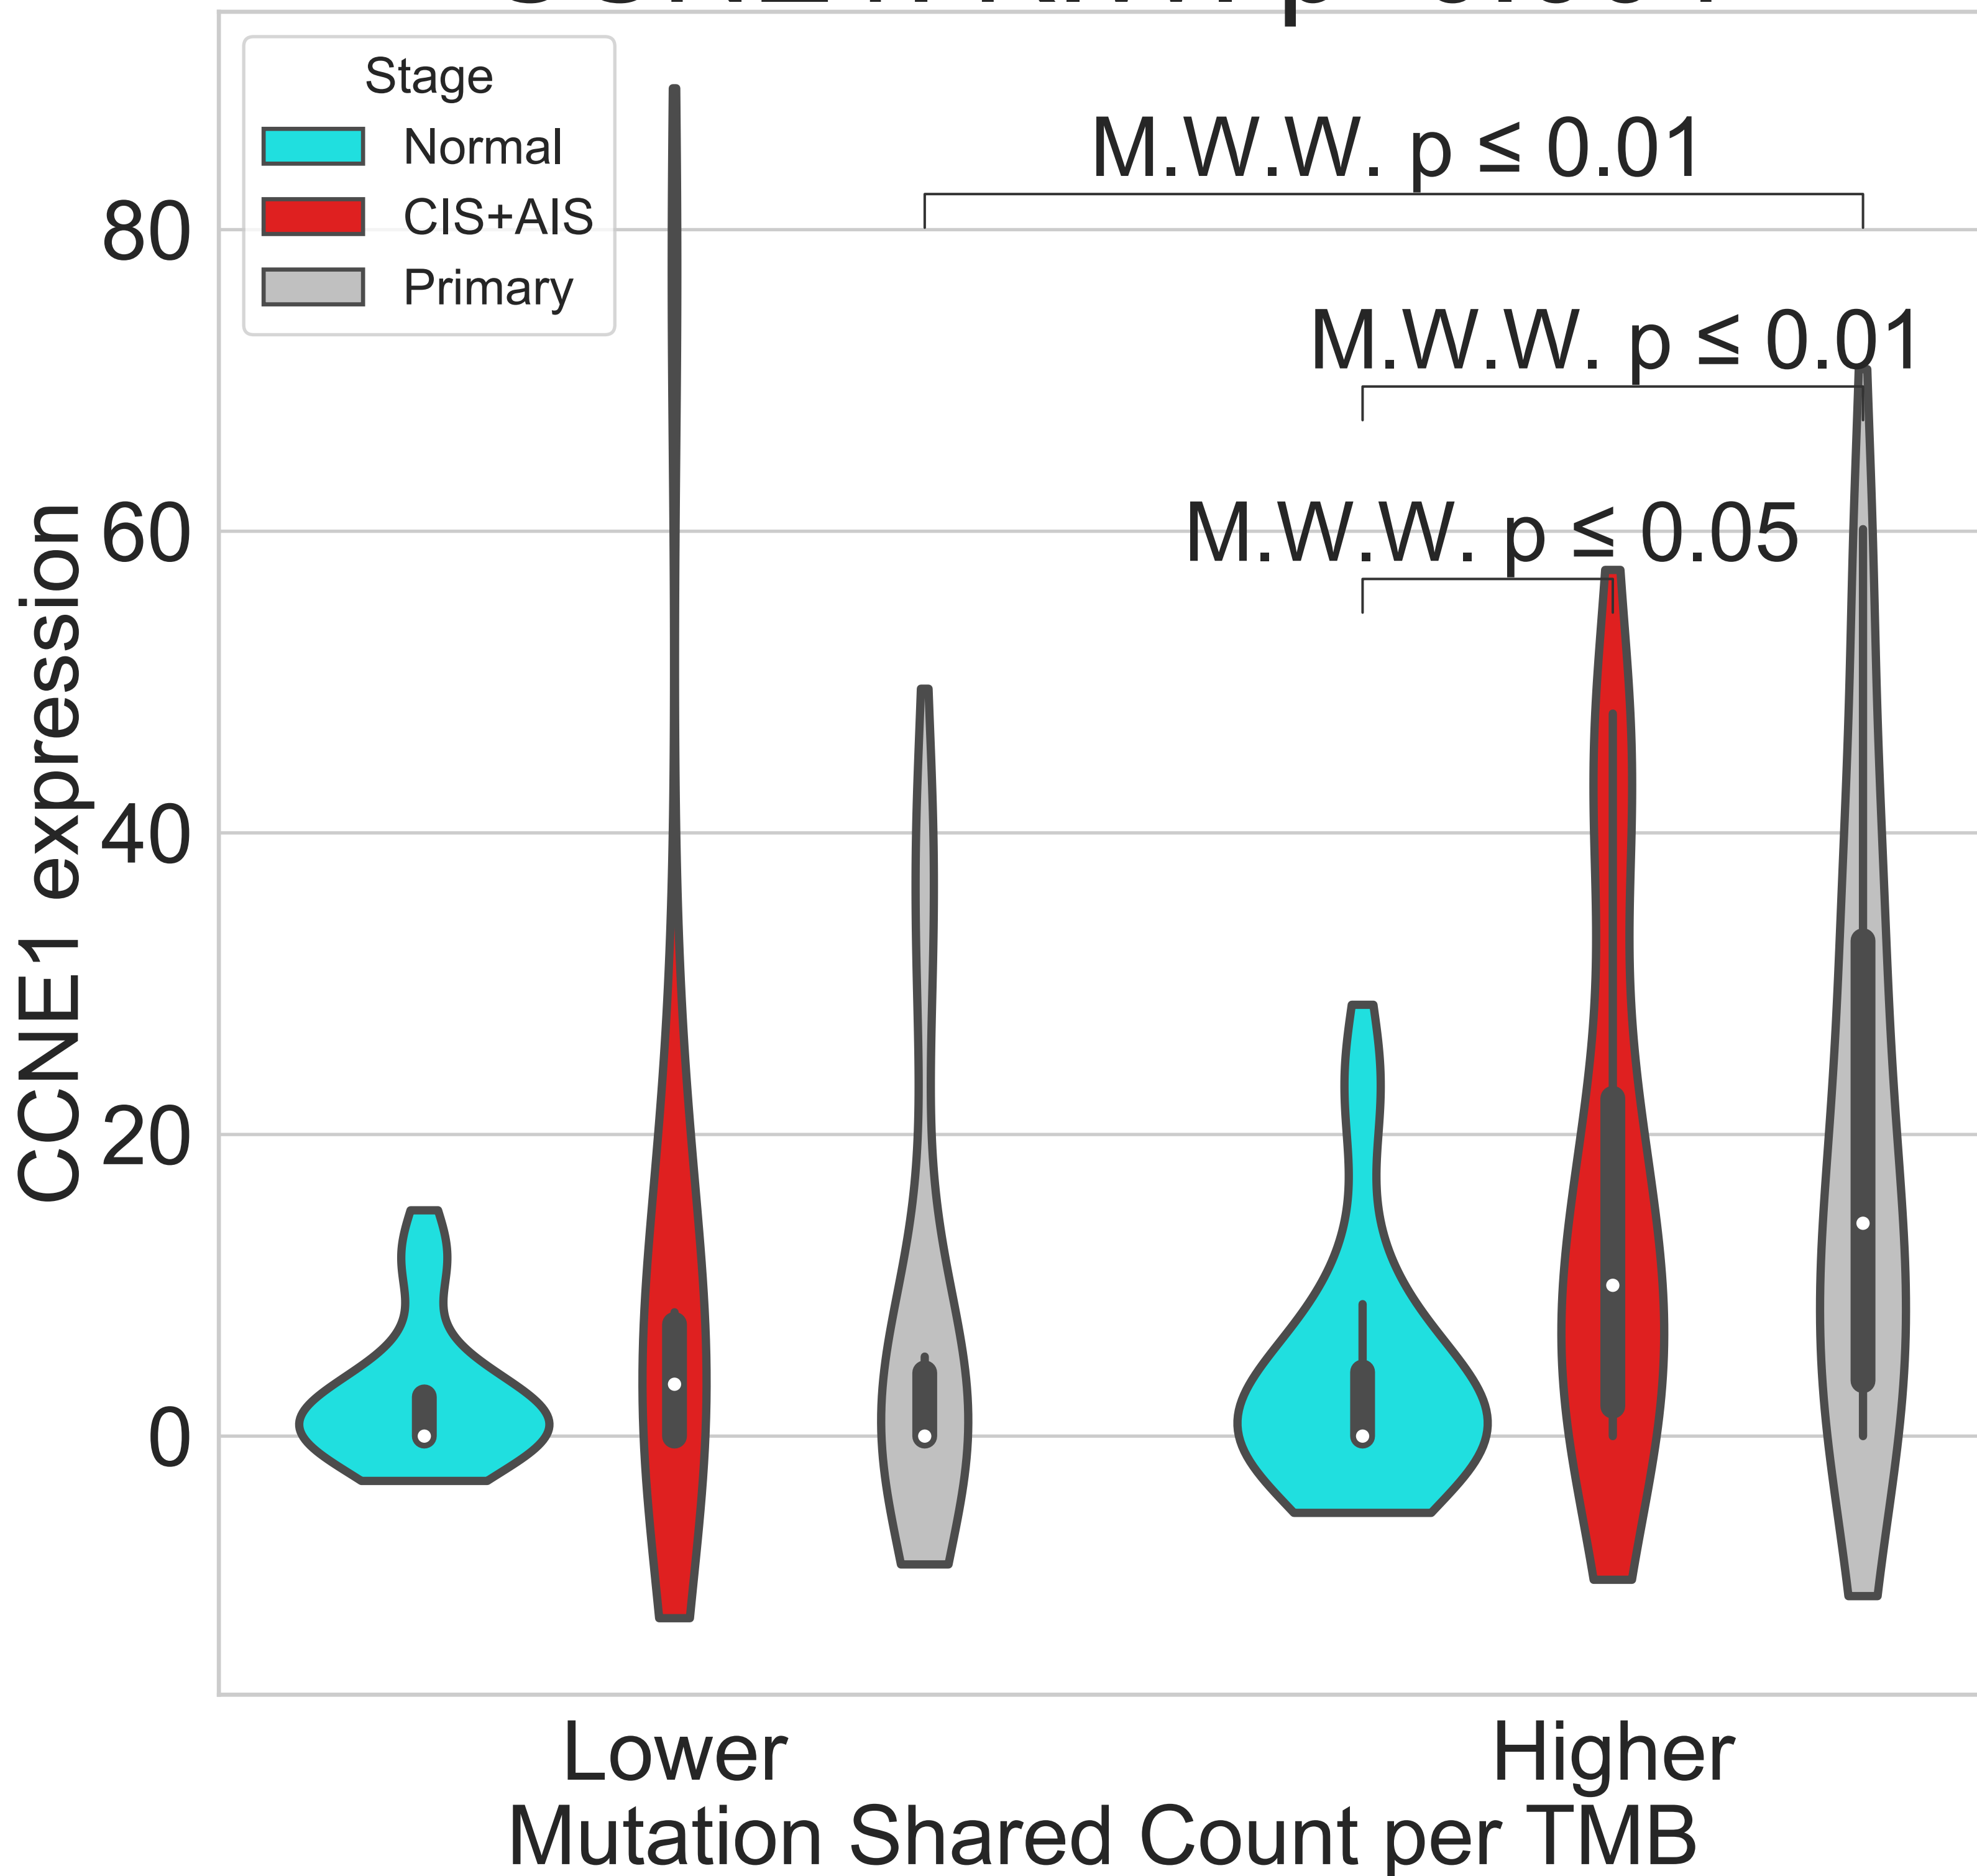 Stage
Normal
CIS+AIS
Primary
M.W.W. p ≤ 0.01
M.W.W. p ≤ 0.01
M.W.W. p ≤ 0.05
80
60
40
20
0
CCNE1 expression
Lower
Higher
Mutation Shared Count per TMB